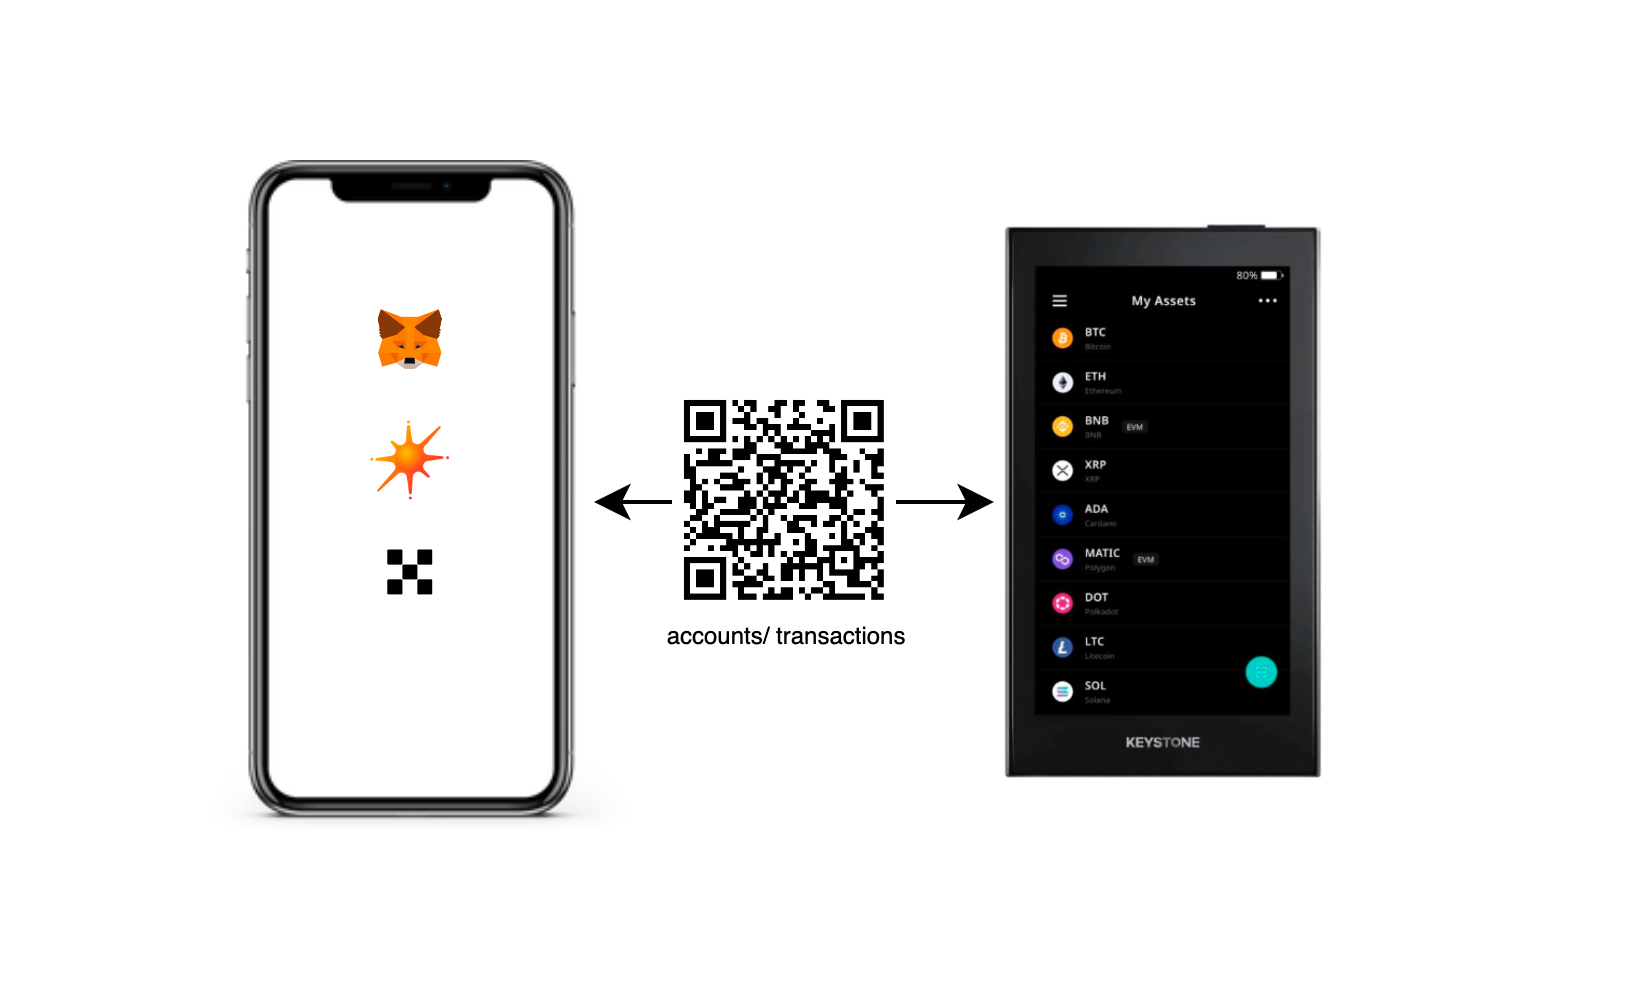 80%
My Assets
BTC
Bitcoin
ETH
Ethereum
BNB EVM
BNB
XRP
XRP
ADA
Cardano
MATIC EVM
Polygon
DOT
Polkadot
LTC
Litecoin
SOL
Solana
KEYSTONE
accounts/ transactions